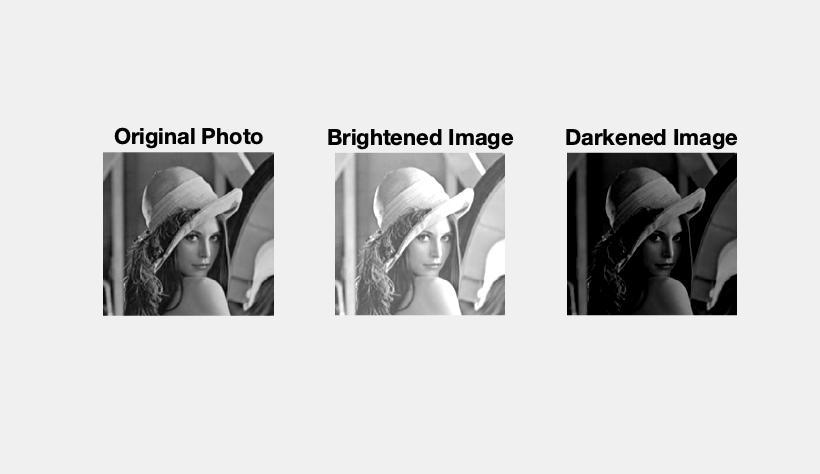 Original Photo
Brightened Image
Darkened Image